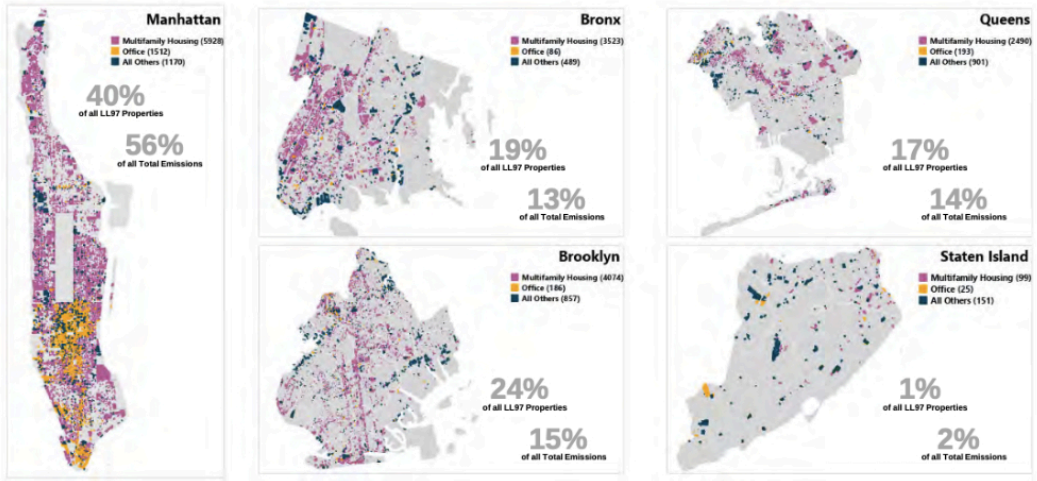 Manhattan
Multifamily Housing (5928)
Office (1512)
All Others (1170)
40%
of all LL97 Properties
56%
of all Total Emissions
Bronx
Multifamily Housing (3523)
Office (86)
All Others (489)
19%
of all LL97 Properties
13%
of all Total Emissions
Queens
Multifamily Housing (2490)
Office (193)
All Others (901)
17%
of all LL97 Properties
14%
of all Total Emissions
Brooklyn
Multifamily Housing (4074)
Office (186)
All Others (857)
24%
of all LL97 Properties
15%
of all Total Emissions
Staten Island
Multifamily Housing (99)
Office (25)
All Others (151)
1%
of all LL97 Properties
2%
of all Total Emissions